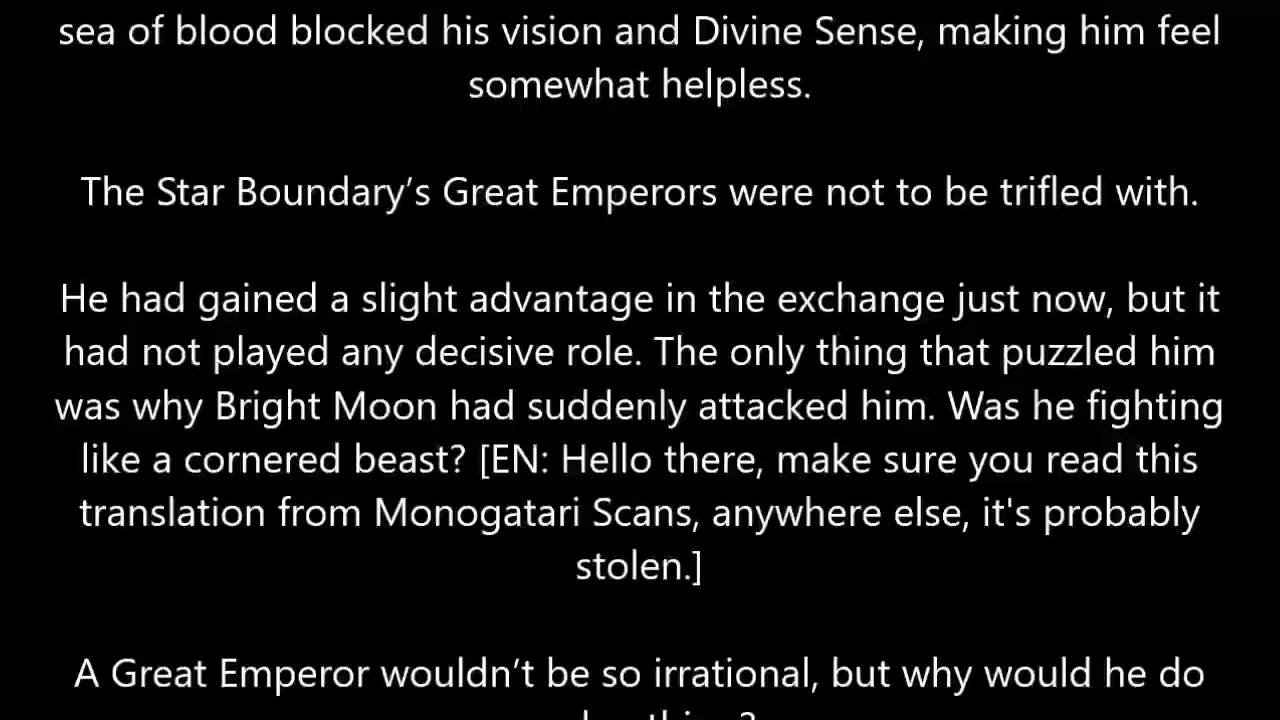 sea of blood blocked his vision and Divine Sense, making him feel
somewhat helpless.
The Star Boundary’s Great Emperors were not to be trifled with.
He had gained a slight advantage in the exchange just now, but it
had not played any decisive role. The only thing that puzzled him
was why Bright Moon had suddenly attacked him. Was he fighting
like a cornered beast? [EN: Hello there, make sure you read this
translation from Monogatari Scans, anywhere else, it's probably
stolen.]
A Great Emperor wouldn’t be so irrational, but why would he do